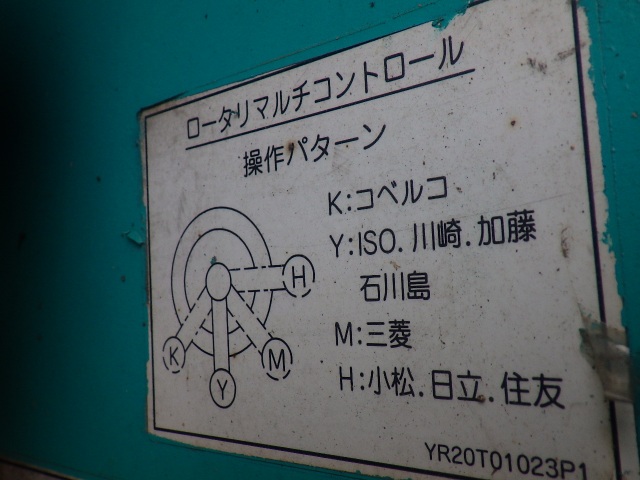 ロータリマルチコントロール
操作パターン
K:コベルコ
Y:ISO.川崎.加藤
石川島
M:三菱
H:小松.日立.住友
H
K
M
Y
YR20T01023P1